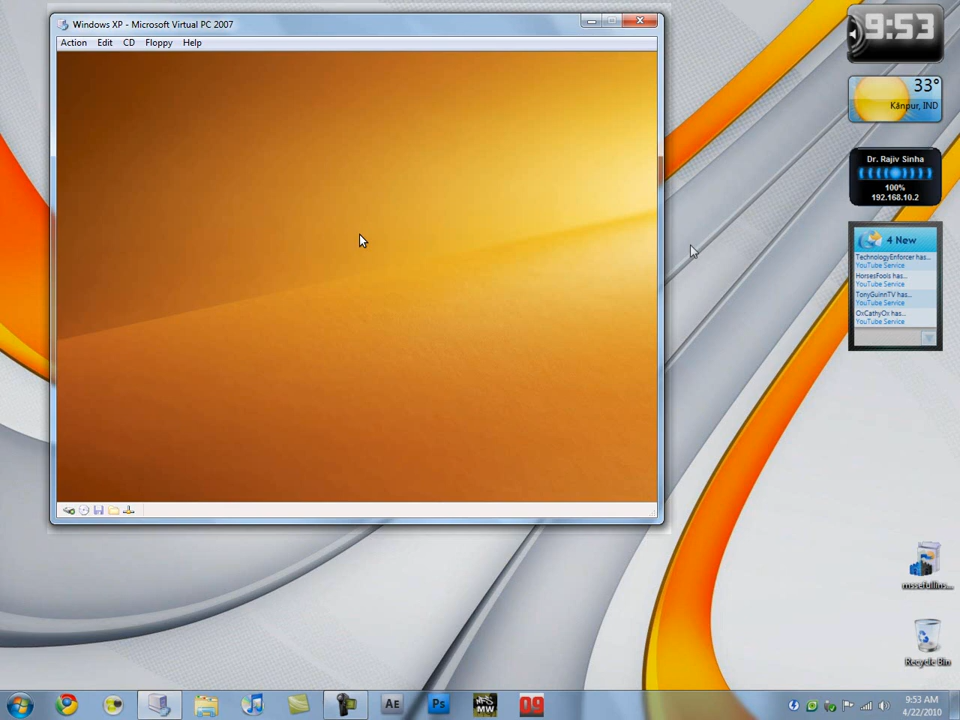 Windows XP - Microsoft Virtual PC 2007
Action Edit CD Floppy Help
9:53
33°
Kānpur, IND
Dr. Rajiv Sinha
100%
192.168.10.2
4 New
TechnologyEnforcer has...
YouTube Service
HorsesFools has...
YouTube Service
TonyGuinnTV has...
YouTube Service
OxCathyOx has...
YouTube Service
Recycle Bin
AE
Ps
NFS
MW
09
9:53 AM
4/22/2010